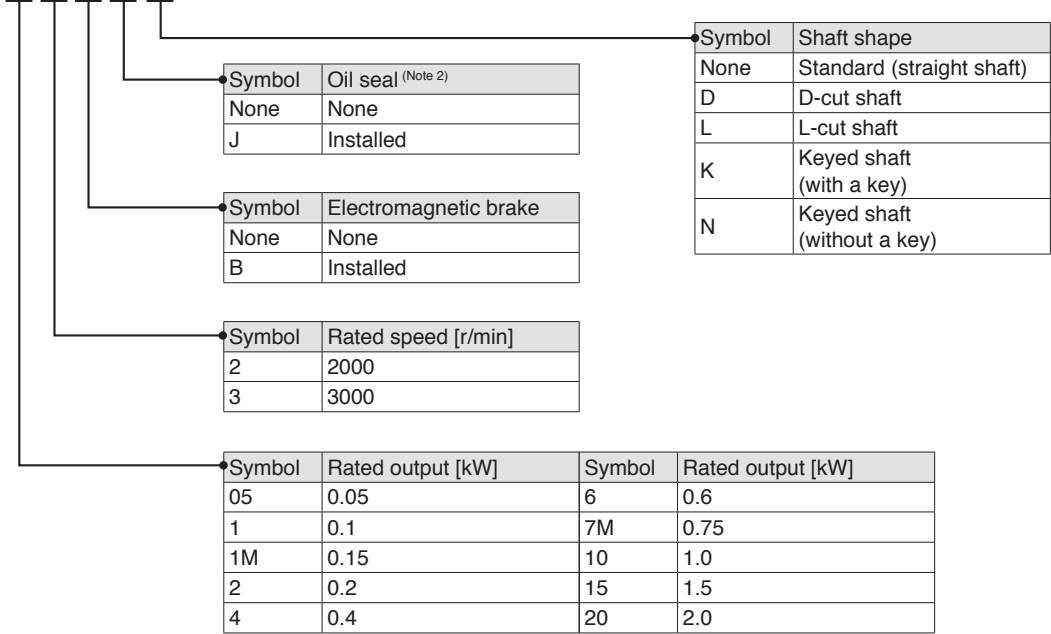 Symbol Shaft shape
None Standard (straight shaft)
D D-cut shaft
L L-cut shaft
K Keyed shaft
(with a key)
N Keyed shaft
(without a key)
Symbol Oil seal (Note 2)
None None
J Installed
Symbol Electromagnetic brake
None None
B Installed
Symbol Rated speed [r/min]
2 2000
3 3000
Symbol Rated output [kW] Symbol Rated output [kW]
05 0.05 6 0.6
1 0.1 7M 0.75
1M 0.15 10 1.0
2 0.2 15 1.5
4 0.4 20 2.0